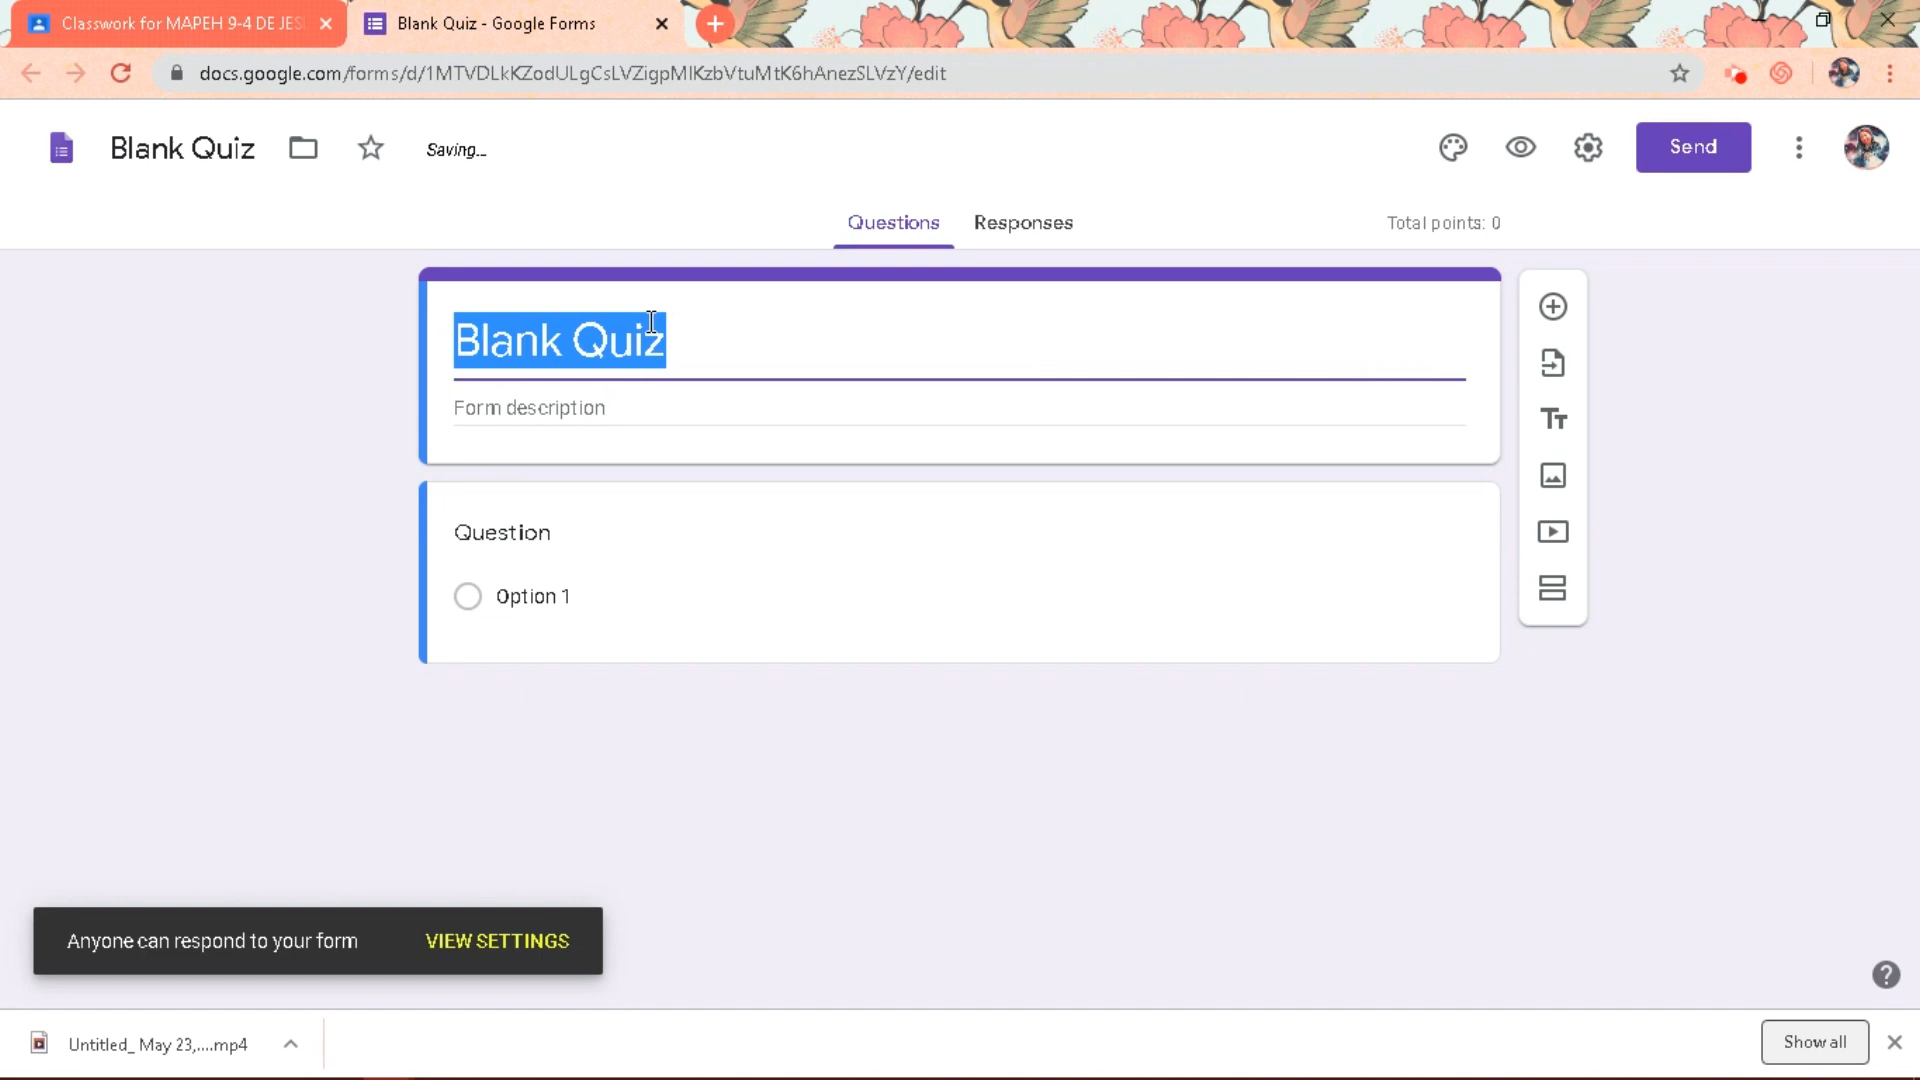 Classwork for MAPEH 9-4 DE JES
Blank Quiz - Google Forms
docs.google.com/forms/d/1MTVDLkKZodULgCsLVZigpMlKzbVtuMtK6hAnezSLVzY/edit
Blank Quiz
Saving...
Send
Questions
Responses
Total points: 0
Blank Quiz
Form description
Question
Option 1
Anyone can respond to your form
VIEW SETTINGS
Untitled_ May 23,....mp4
Show all